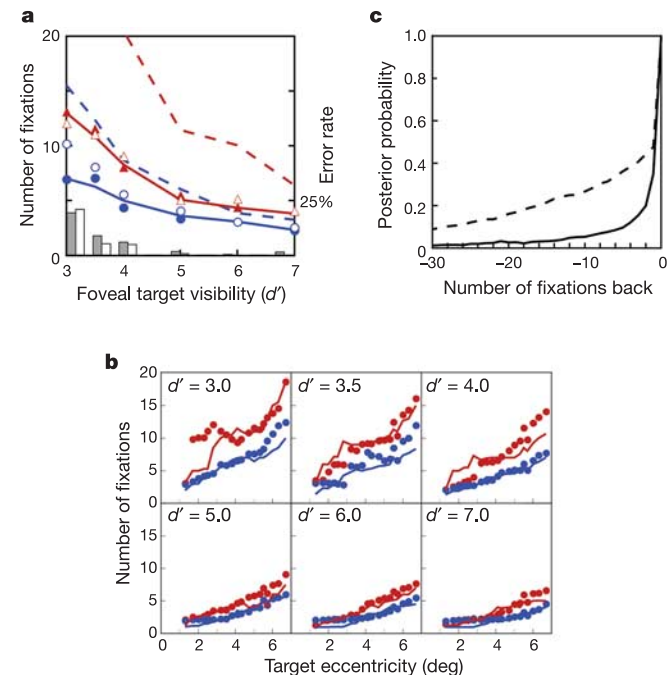 a
20
10
0
Number of fixations
3 4 5 6 7
Foveal target visibility (d′)
Error rate
25%
c
1.0
0.8
0.6
0.4
0.2
Posterior probability
−30 −20 −10 0
Number of fixations back
b
20
15
10
5
0
15
10
5
0
Number of fixations
d′ = 3.0 d′ = 3.5 d′ = 4.0
d′ = 5.0 d′ = 6.0 d′ = 7.0
0 2 4 6 2 4 6 2 4 6
Target eccentricity (deg)